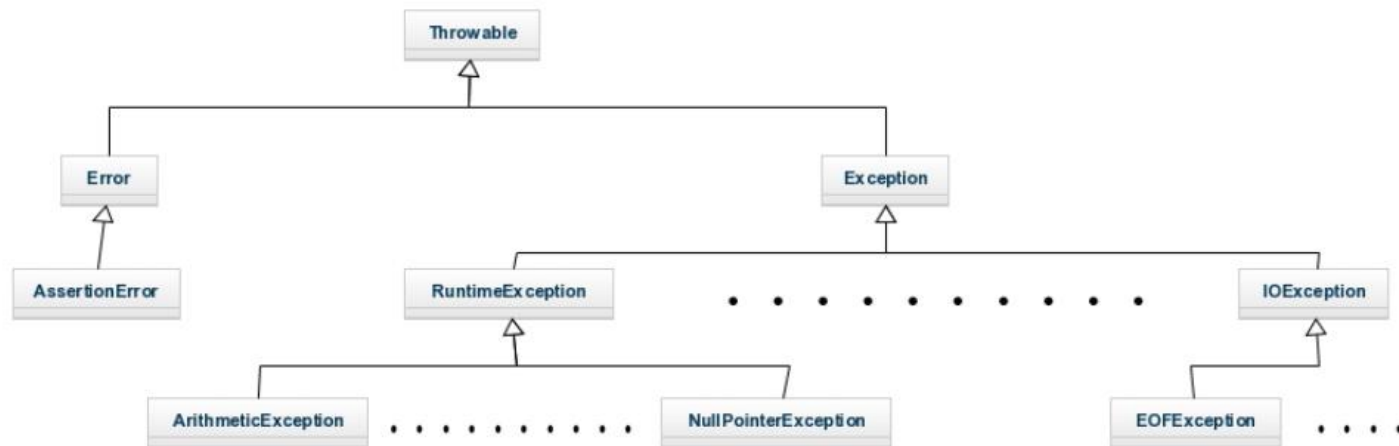 Throwable
Error
Exception
AssertionError
RuntimeException
IOException
ArithmeticException
NullPointerException
EOFException